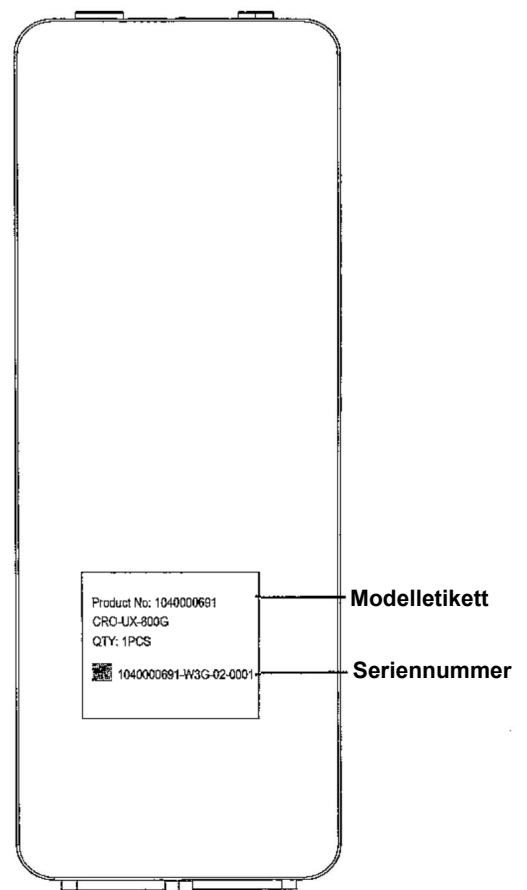 Product No: 1040000691
CRO-UX-800G
QTY: 1PCS
1040000691-W3G-02-0001
Modelletikett
Seriennummer